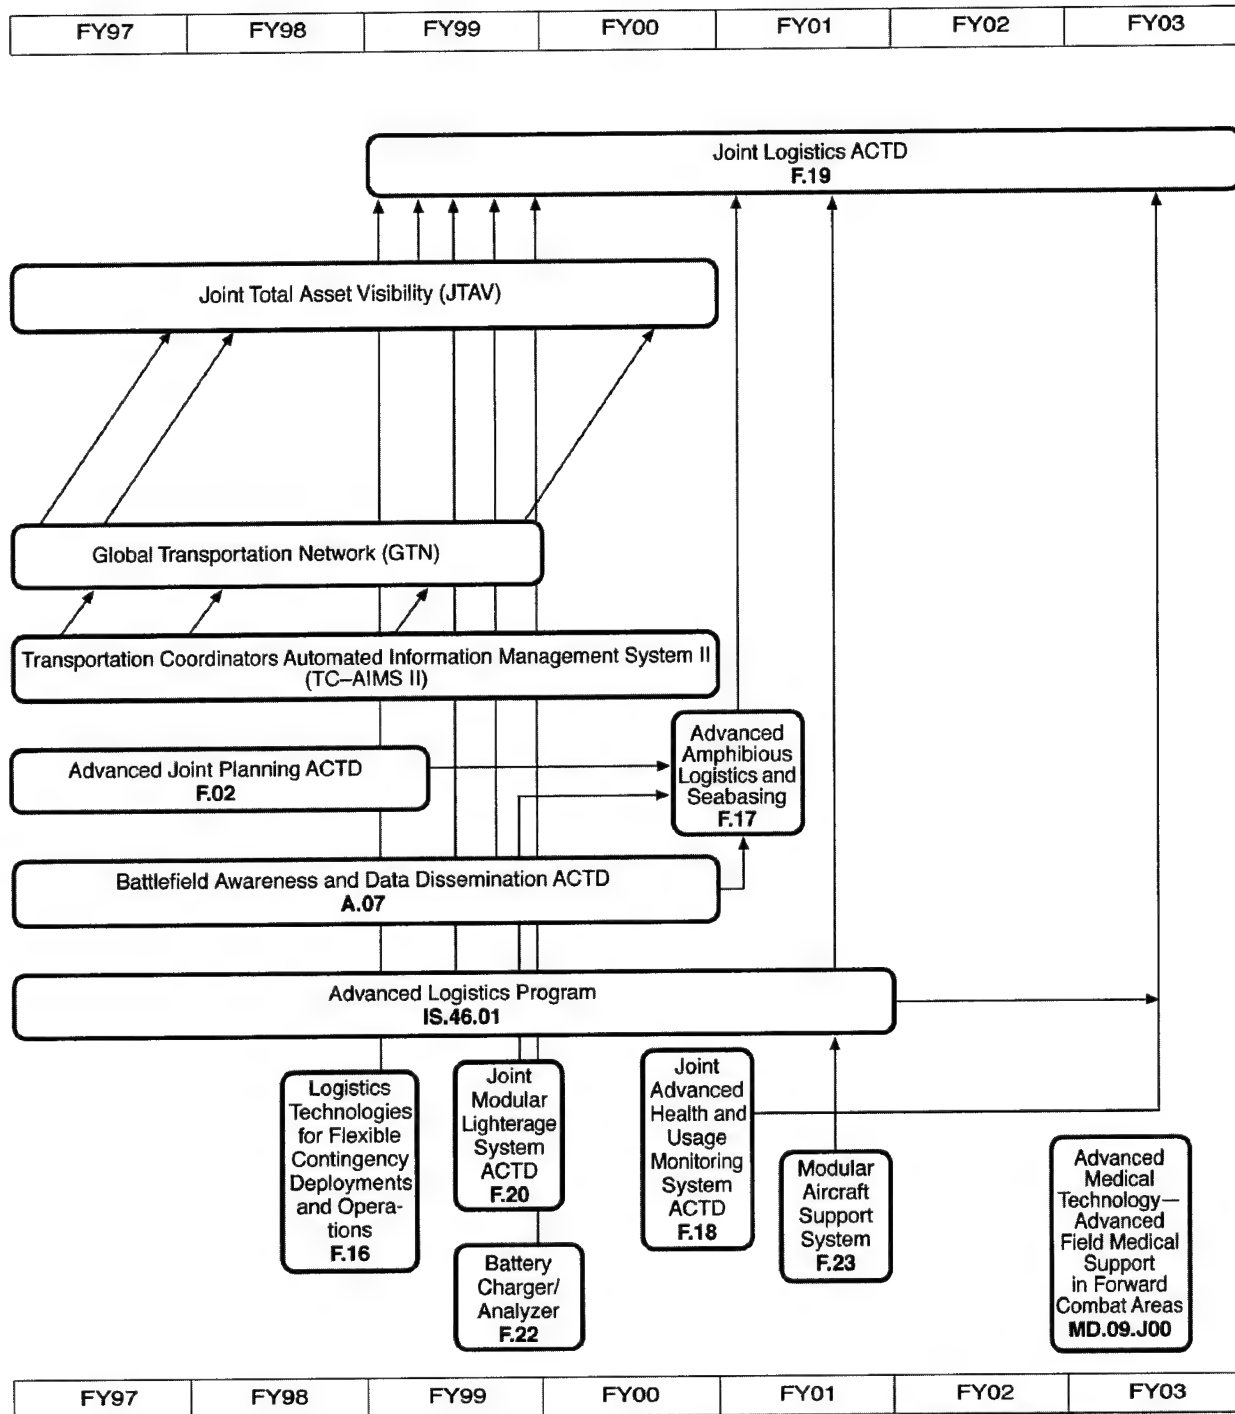 FY97 FY98 FY99 FY00 FY01 FY02 FY03
Joint Logistics ACTD
F.19
Joint Total Asset Visibility (JTAV)
Global Transportation Network (GTN)
Transportation Coordinators Automated Information Management System II
(TC–AIMS II)
Advanced Joint Planning ACTD
F.02
Advanced
Amphibious
Logistics and
Seabasing
F.17
Battlefield Awareness and Data Dissemination ACTD
A.07
Advanced Logistics Program
IS.46.01
Logistics
Technologies
for Flexible
Contingency
Deployments
and Opera-
tions
F.16
Joint
Modular
Lighterage
System
ACTD
F.20
Battery
Charger/
Analyzer
F.22
Joint
Advanced
Health and
Usage
Monitoring
System
ACTD
F.18
Modular
Aircraft
Support
System
F.23
Advanced
Medical
Technology—
Advanced
Field Medical
Support
in Forward
Combat Areas
MD.09.J00
FY97 FY98 FY99 FY00 FY01 FY02 FY03